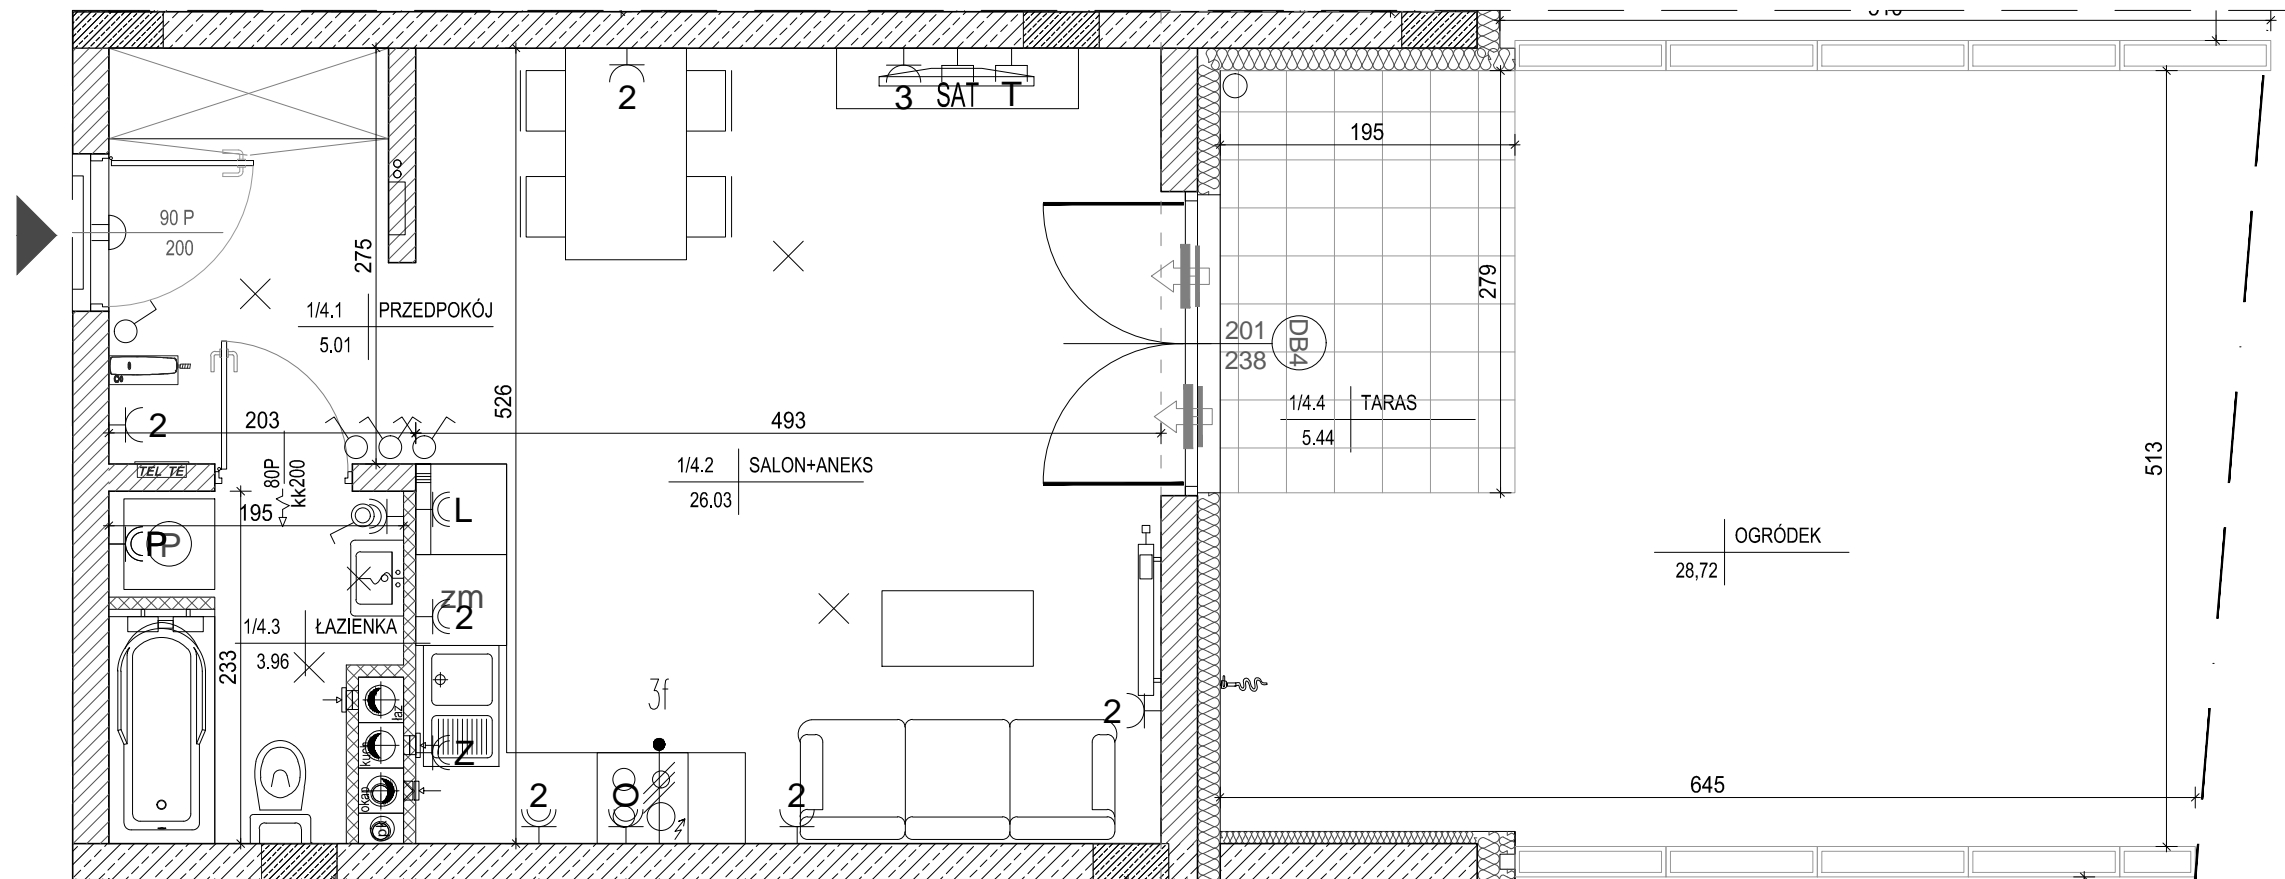 2
3 SAT T
195
90 P
200
275
1/4.1 PRZEDPOKÓJ
5.01
279
201
238
DB4
526
2
203
493
1/4.4 TARAS
5.44
TEL TE
80P
kk200
1/4.2 SALON+ANEKS
26.03
513
195
L
P
P
OGRÓDEK
28,72
zm
2
1/4.3 ŁAZIENKA
3.96
233
3f
łaz
2
kuch
Z
645
okap
2
O
2